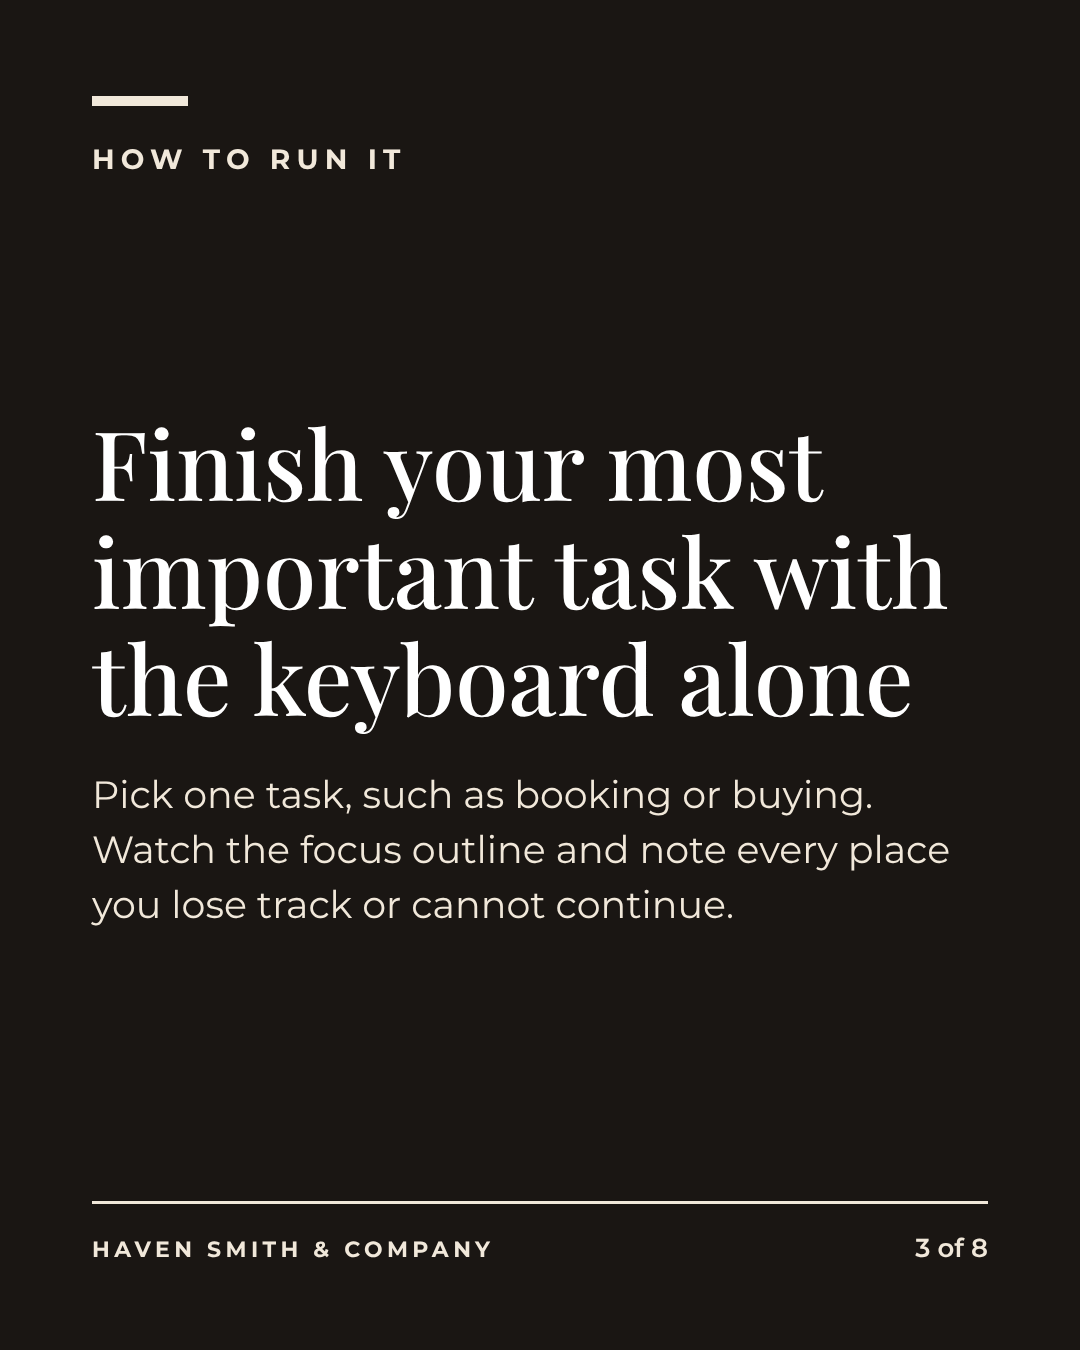 HOW TO RUN IT
Finish your most
important task with
the keyboard alone
Pick one task, such as booking or buying.
Watch the focus outline and note every place
you lose track or cannot continue.
HAVEN SMITH & COMPANY
3 of 8